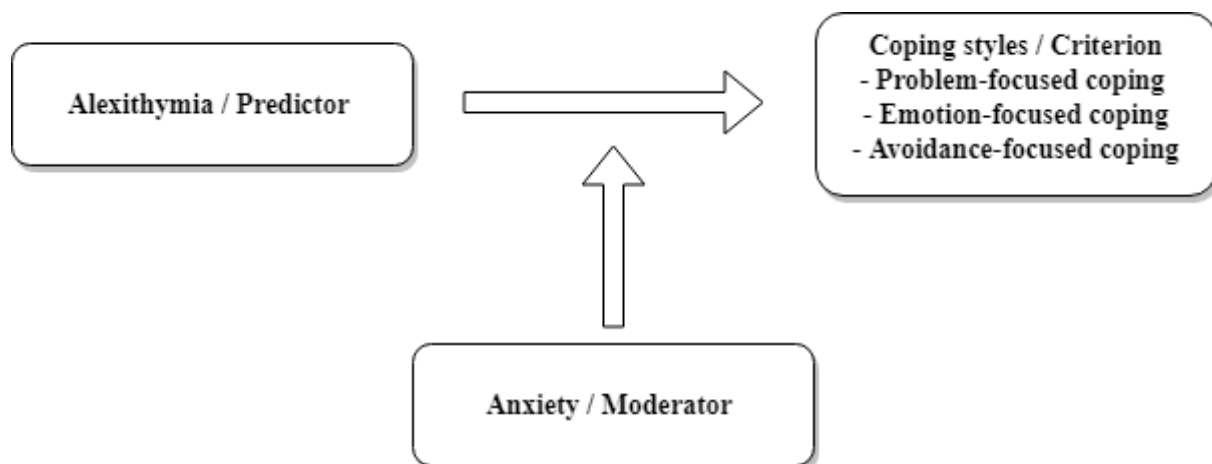 Alexithymia / Predictor
Coping styles / Criterion
- Problem-focused coping
- Emotion-focused coping
- Avoidance-focused coping
Anxiety / Moderator